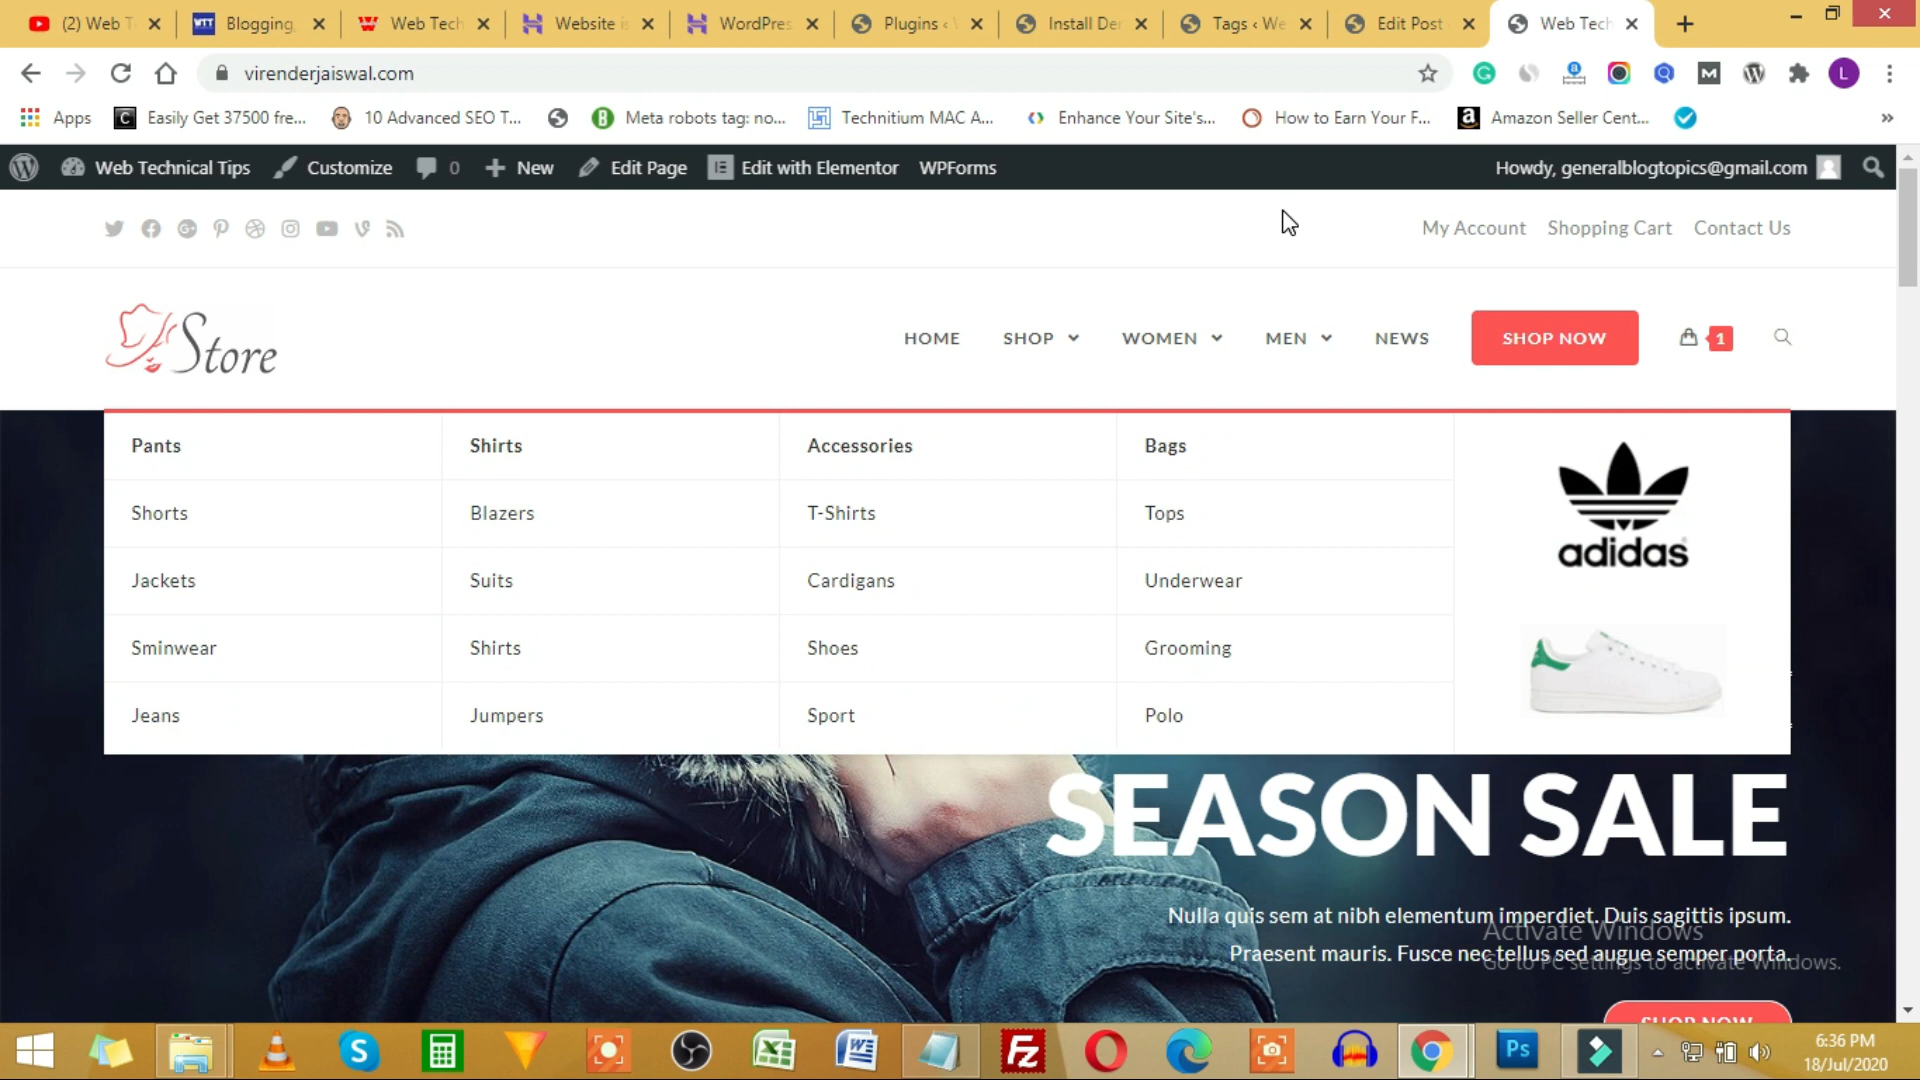 (2) Web T
Blogging,
Web Tech
Website i
WordPres
Plugins ‹
Install De
Tags ‹ We
Edit Post
Web Tech
virenderjaiswal.com
L
Apps
Easily Get 37500 fre...
10 Advanced SEO T...
Meta robots tag: no...
Technitium MAC A...
Enhance Your Site's...
How to Earn Your F...
Amazon Seller Cent...
»
Web Technical Tips
Customize
0
New
Edit Page
Edit with Elementor
WPForms
Howdy, generalblogtopics@gmail.com
My Account Shopping Cart Contact Us
Store
HOME SHOP WOMEN MEN NEWS SHOP NOW 1
Pants Shirts Accessories Bags
Shorts Blazers T-Shirts Tops
Jackets Suits Cardigans Underwear
Sminwear Shirts Shoes Grooming
Jeans Jumpers Sport Polo
adidas
SEASON SALE
Nulla quis sem at nibh elementum imperdiet. Duis sagittis ipsum.
Praesent mauris. Fusce nec tellus sed augue semper porta.
Activate Windows
Go to PC settings to activate Windows.
SHOP NOW
6:36 PM
18/Jul/2020